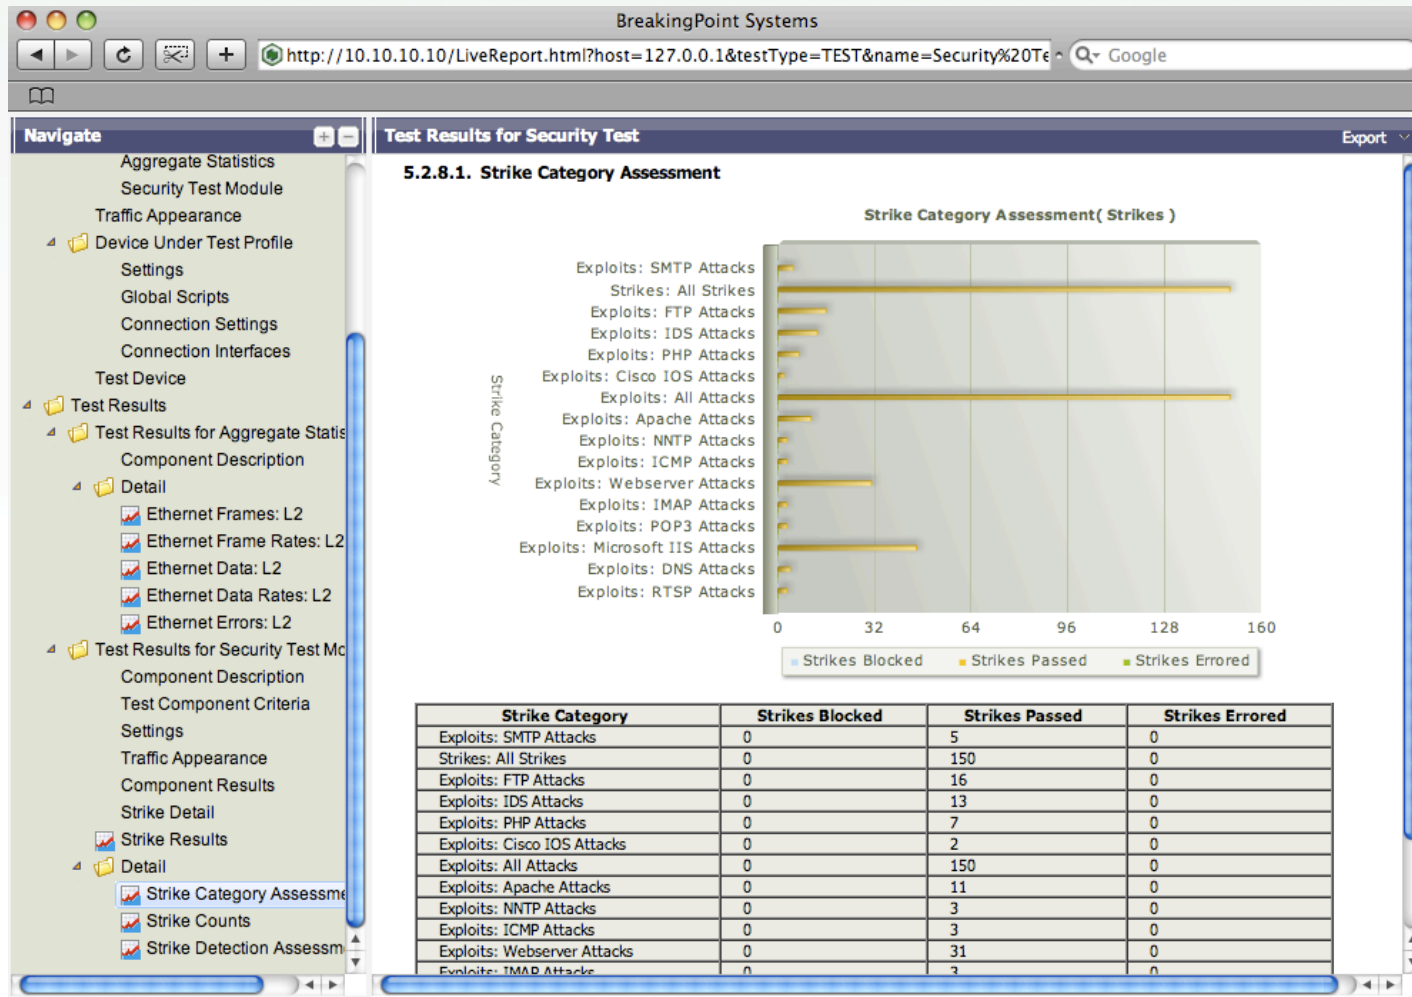 BreakingPoint Systems
http://10.10.10.10/LiveReport.html?host=127.0.0.1&testType=TEST&name=Security%20Te
Google
Navigate
Aggregate Statistics
Security Test Module
Traffic Appearance
Device Under Test Profile
Settings
Global Scripts
Connection Settings
Connection Interfaces
Test Device
Test Results
Test Results for Aggregate Statis
Component Description
Detail
Ethernet Frames: L2
Ethernet Frame Rates: L2
Ethernet Data: L2
Ethernet Data Rates: L2
Ethernet Errors: L2
Test Results for Security Test Mo
Component Description
Test Component Criteria
Settings
Traffic Appearance
Component Results
Strike Detail
Strike Results
Detail
Strike Category Assessme
Strike Counts
Strike Detection Assessm
Test Results for Security Test
Export
5.2.8.1. Strike Category Assessment
Strike Category Assessment( Strikes )
Strike Category
Exploits: SMTP Attacks
Strikes: All Strikes
Exploits: FTP Attacks
Exploits: IDS Attacks
Exploits: PHP Attacks
Exploits: Cisco IOS Attacks
Exploits: All Attacks
Exploits: Apache Attacks
Exploits: NNTP Attacks
Exploits: ICMP Attacks
Exploits: Webserver Attacks
Exploits: IMAP Attacks
Exploits: POP3 Attacks
Exploits: Microsoft IIS Attacks
Exploits: DNS Attacks
Exploits: RTSP Attacks
0 32 64 96 128 160
Strikes Blocked Strikes Passed Strikes Errored
Strike Category Strikes Blocked Strikes Passed Strikes Errored
Exploits: SMTP Attacks 0 5 0
Strikes: All Strikes 0 150 0
Exploits: FTP Attacks 0 16 0
Exploits: IDS Attacks 0 13 0
Exploits: PHP Attacks 0 7 0
Exploits: Cisco IOS Attacks 0 2 0
Exploits: All Attacks 0 150 0
Exploits: Apache Attacks 0 11 0
Exploits: NNTP Attacks 0 3 0
Exploits: ICMP Attacks 0 3 0
Exploits: Webserver Attacks 0 31 0
Exploits: IMAP Attacks 0 3 0